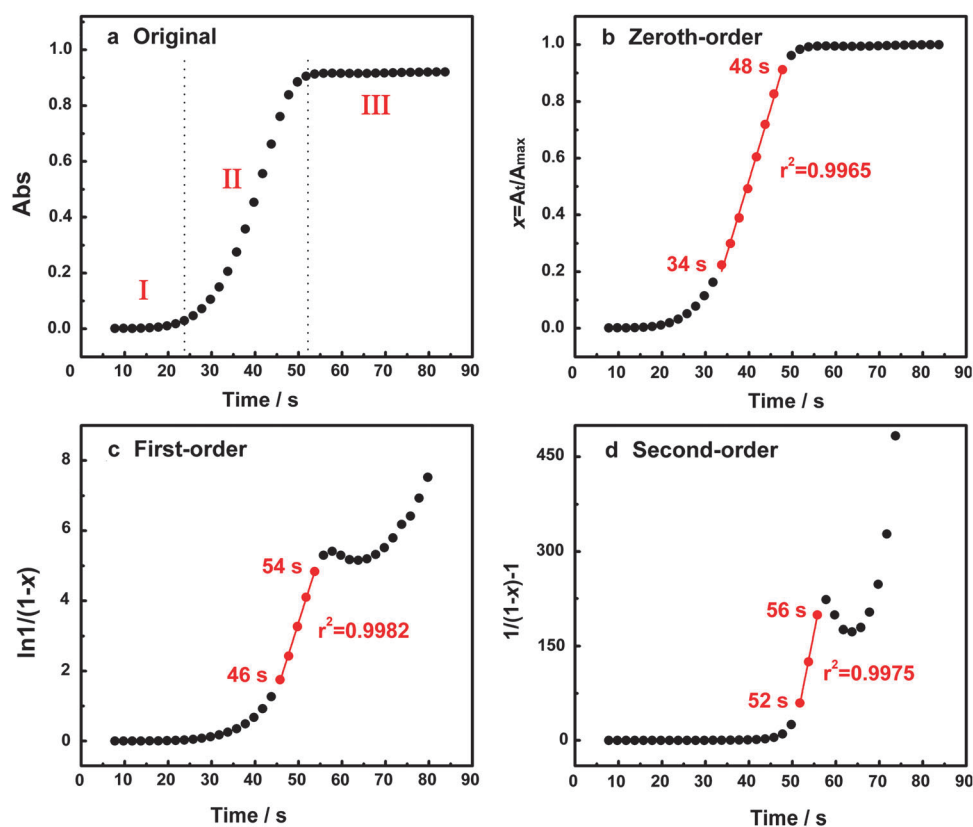 a Original
I
II
III
Abs
1.0
0.8
0.6
0.4
0.2
0.0
0 10 20 30 40 50 60 70 80 90
Time / s
b Zeroth-order
48 s
r²=0.9965
34 s
x=At/Amax
1.0
0.8
0.6
0.4
0.2
0.0
0 10 20 30 40 50 60 70 80 90
Time / s
c First-order
54 s
r²=0.9982
46 s
ln1/(1-x)
8
6
4
2
0
0 10 20 30 40 50 60 70 80 90
Time / s
d Second-order
56 s
r²=0.9975
52 s
1/(1-x)-1
450
300
150
0
0 10 20 30 40 50 60 70 80 90
Time / s